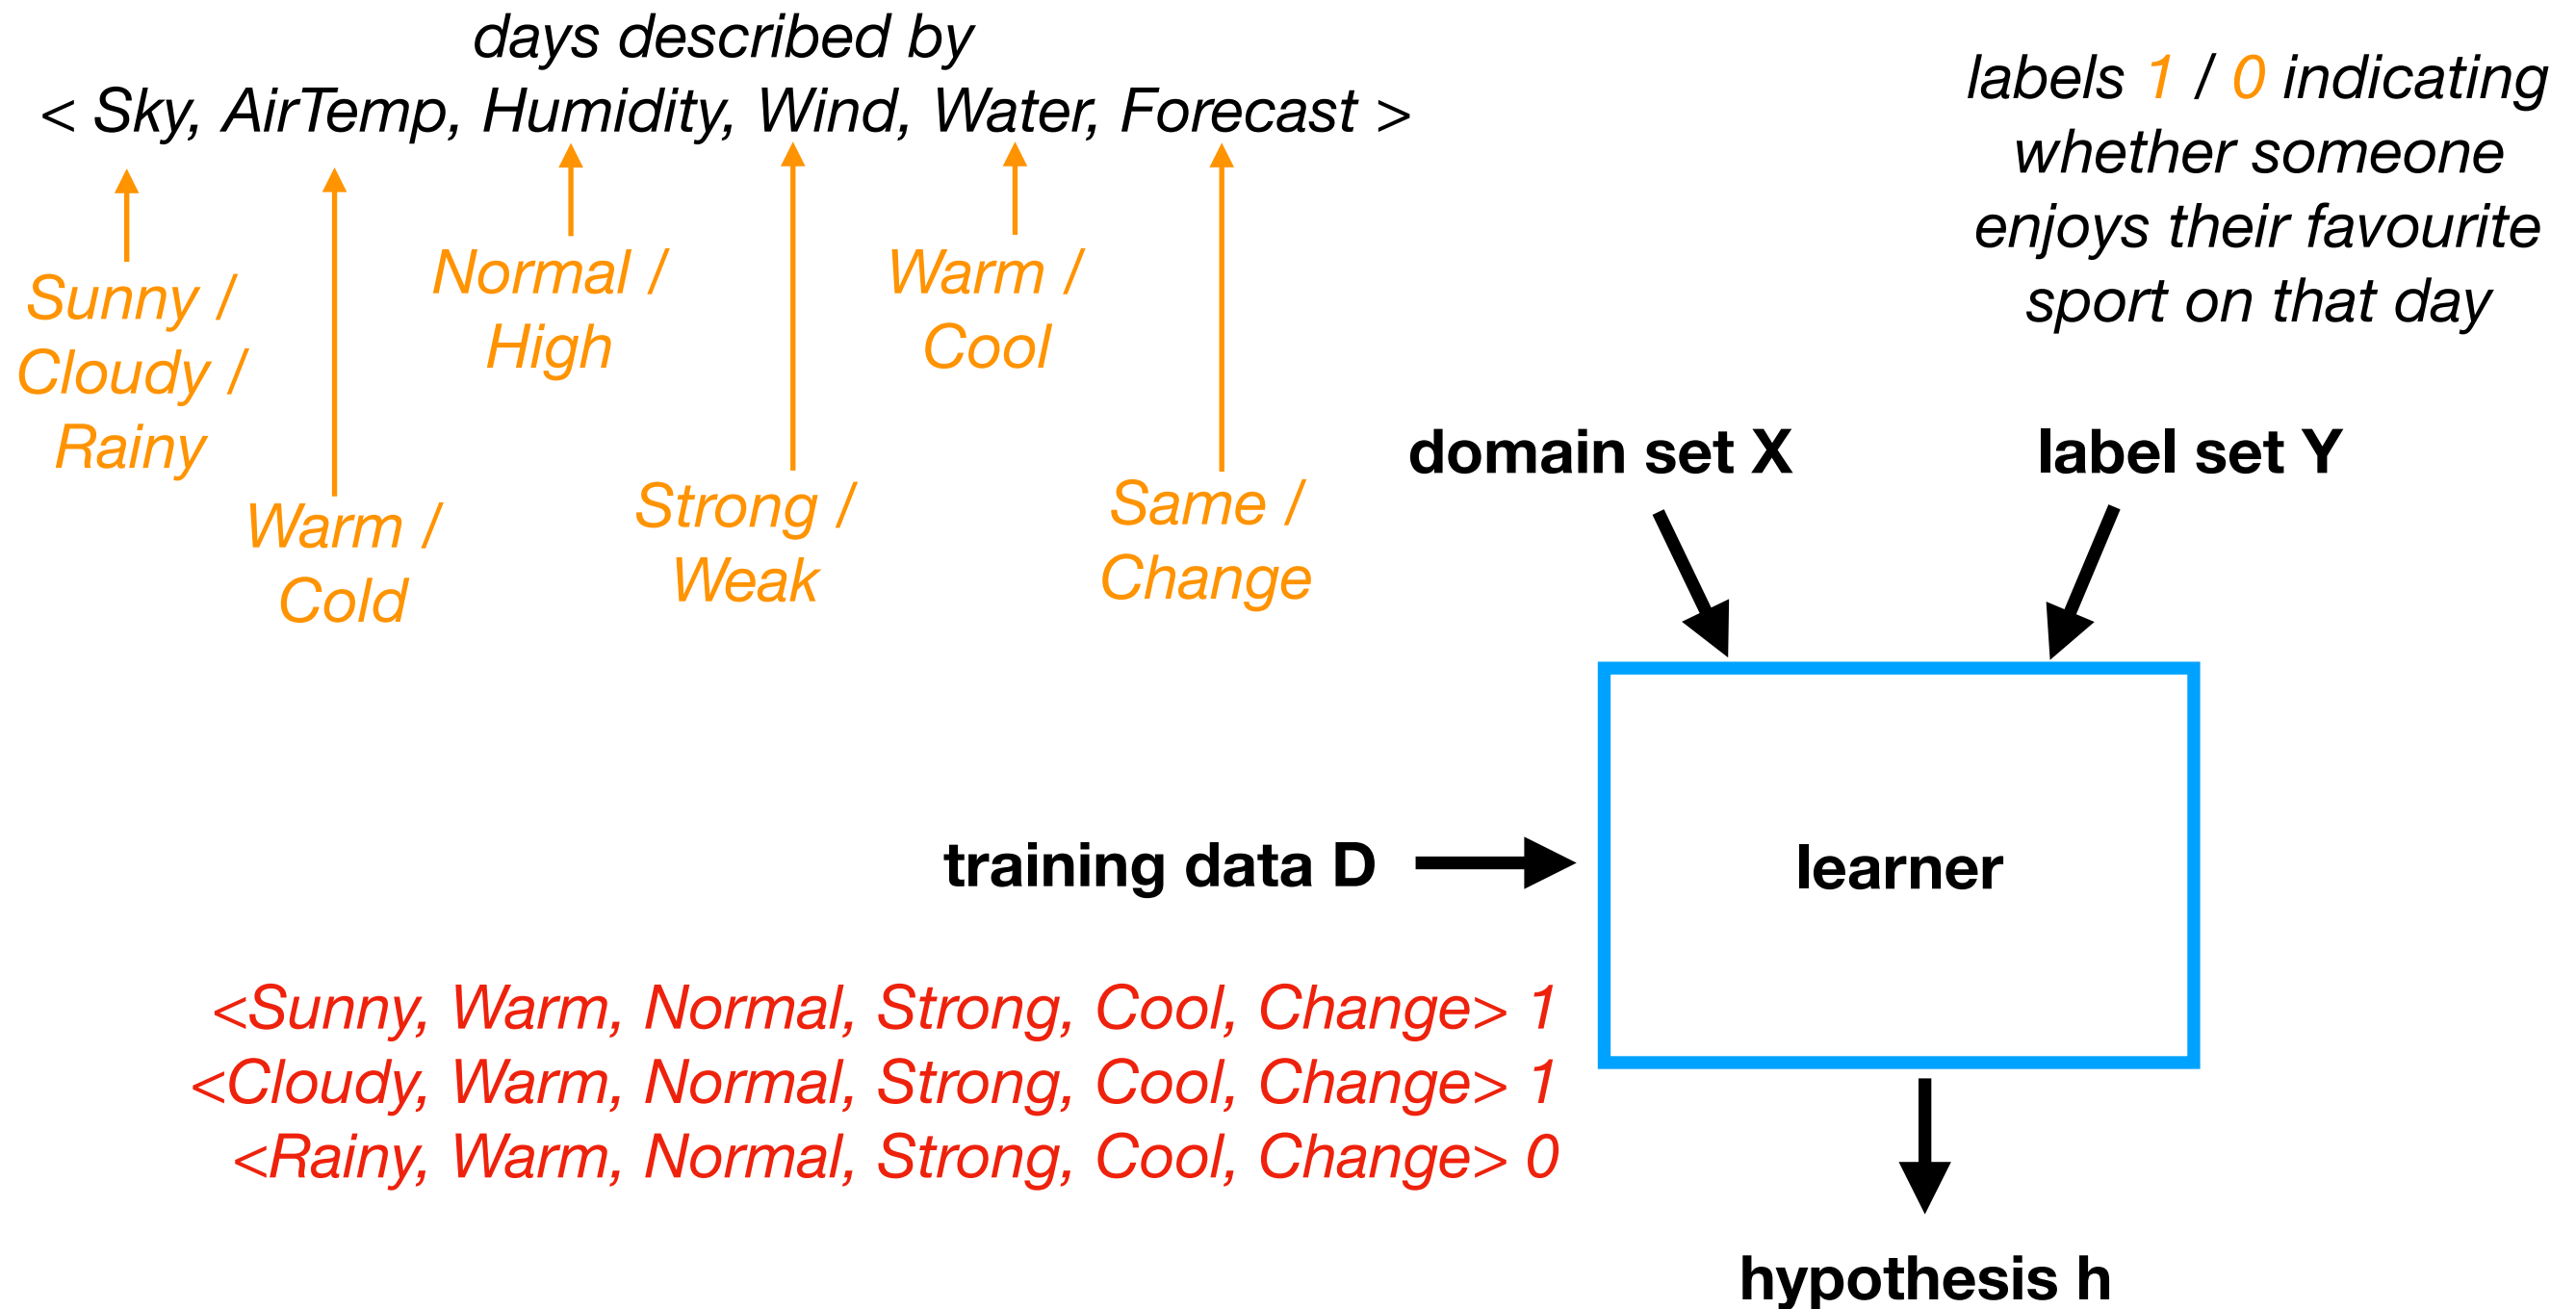 days described by
< Sky, AirTemp, Humidity, Wind, Water, Forecast >
Sunny /
Cloudy /
Rainy
Warm /
Cold
Normal /
High
Strong /
Weak
Warm /
Cool
Same /
Change
labels 1 / 0 indicating
whether someone
enjoys their favourite
sport on that day
domain set X
label set Y
training data D
learner
<Sunny, Warm, Normal, Strong, Cool, Change> 1
<Cloudy, Warm, Normal, Strong, Cool, Change> 1
<Rainy, Warm, Normal, Strong, Cool, Change> 0
hypothesis h